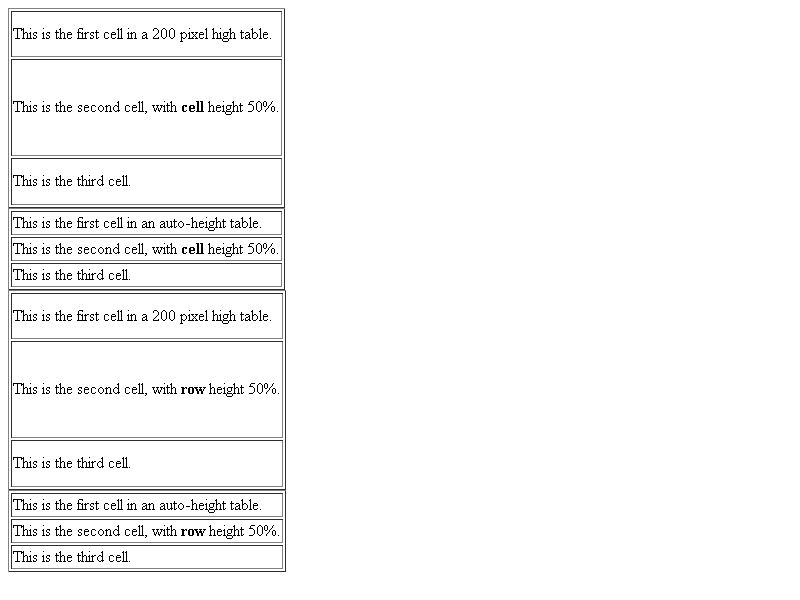 This is the first cell in a 200 pixel high table.
This is the second cell, with cell height 50%.
This is the third cell.
This is the first cell in an auto-height table.
This is the second cell, with cell height 50%.
This is the third cell.
This is the first cell in a 200 pixel high table.
This is the second cell, with row height 50%.
This is the third cell.
This is the first cell in an auto-height table.
This is the second cell, with row height 50%.
This is the third cell.